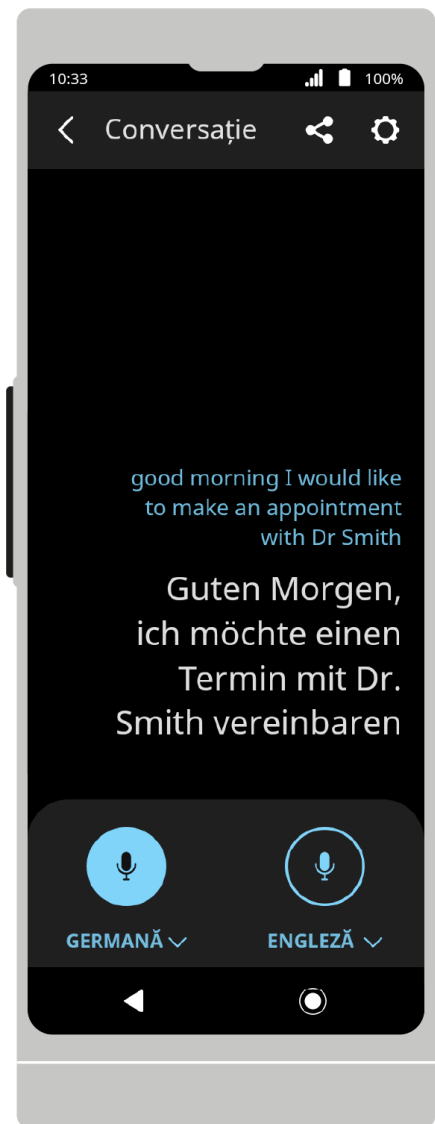 10:33
100%
Conversație
good morning I would like
to make an appointment
with Dr Smith
Guten Morgen,
ich möchte einen
Termin mit Dr.
Smith vereinbaren
GERMANĂ
ENGLEZĂ